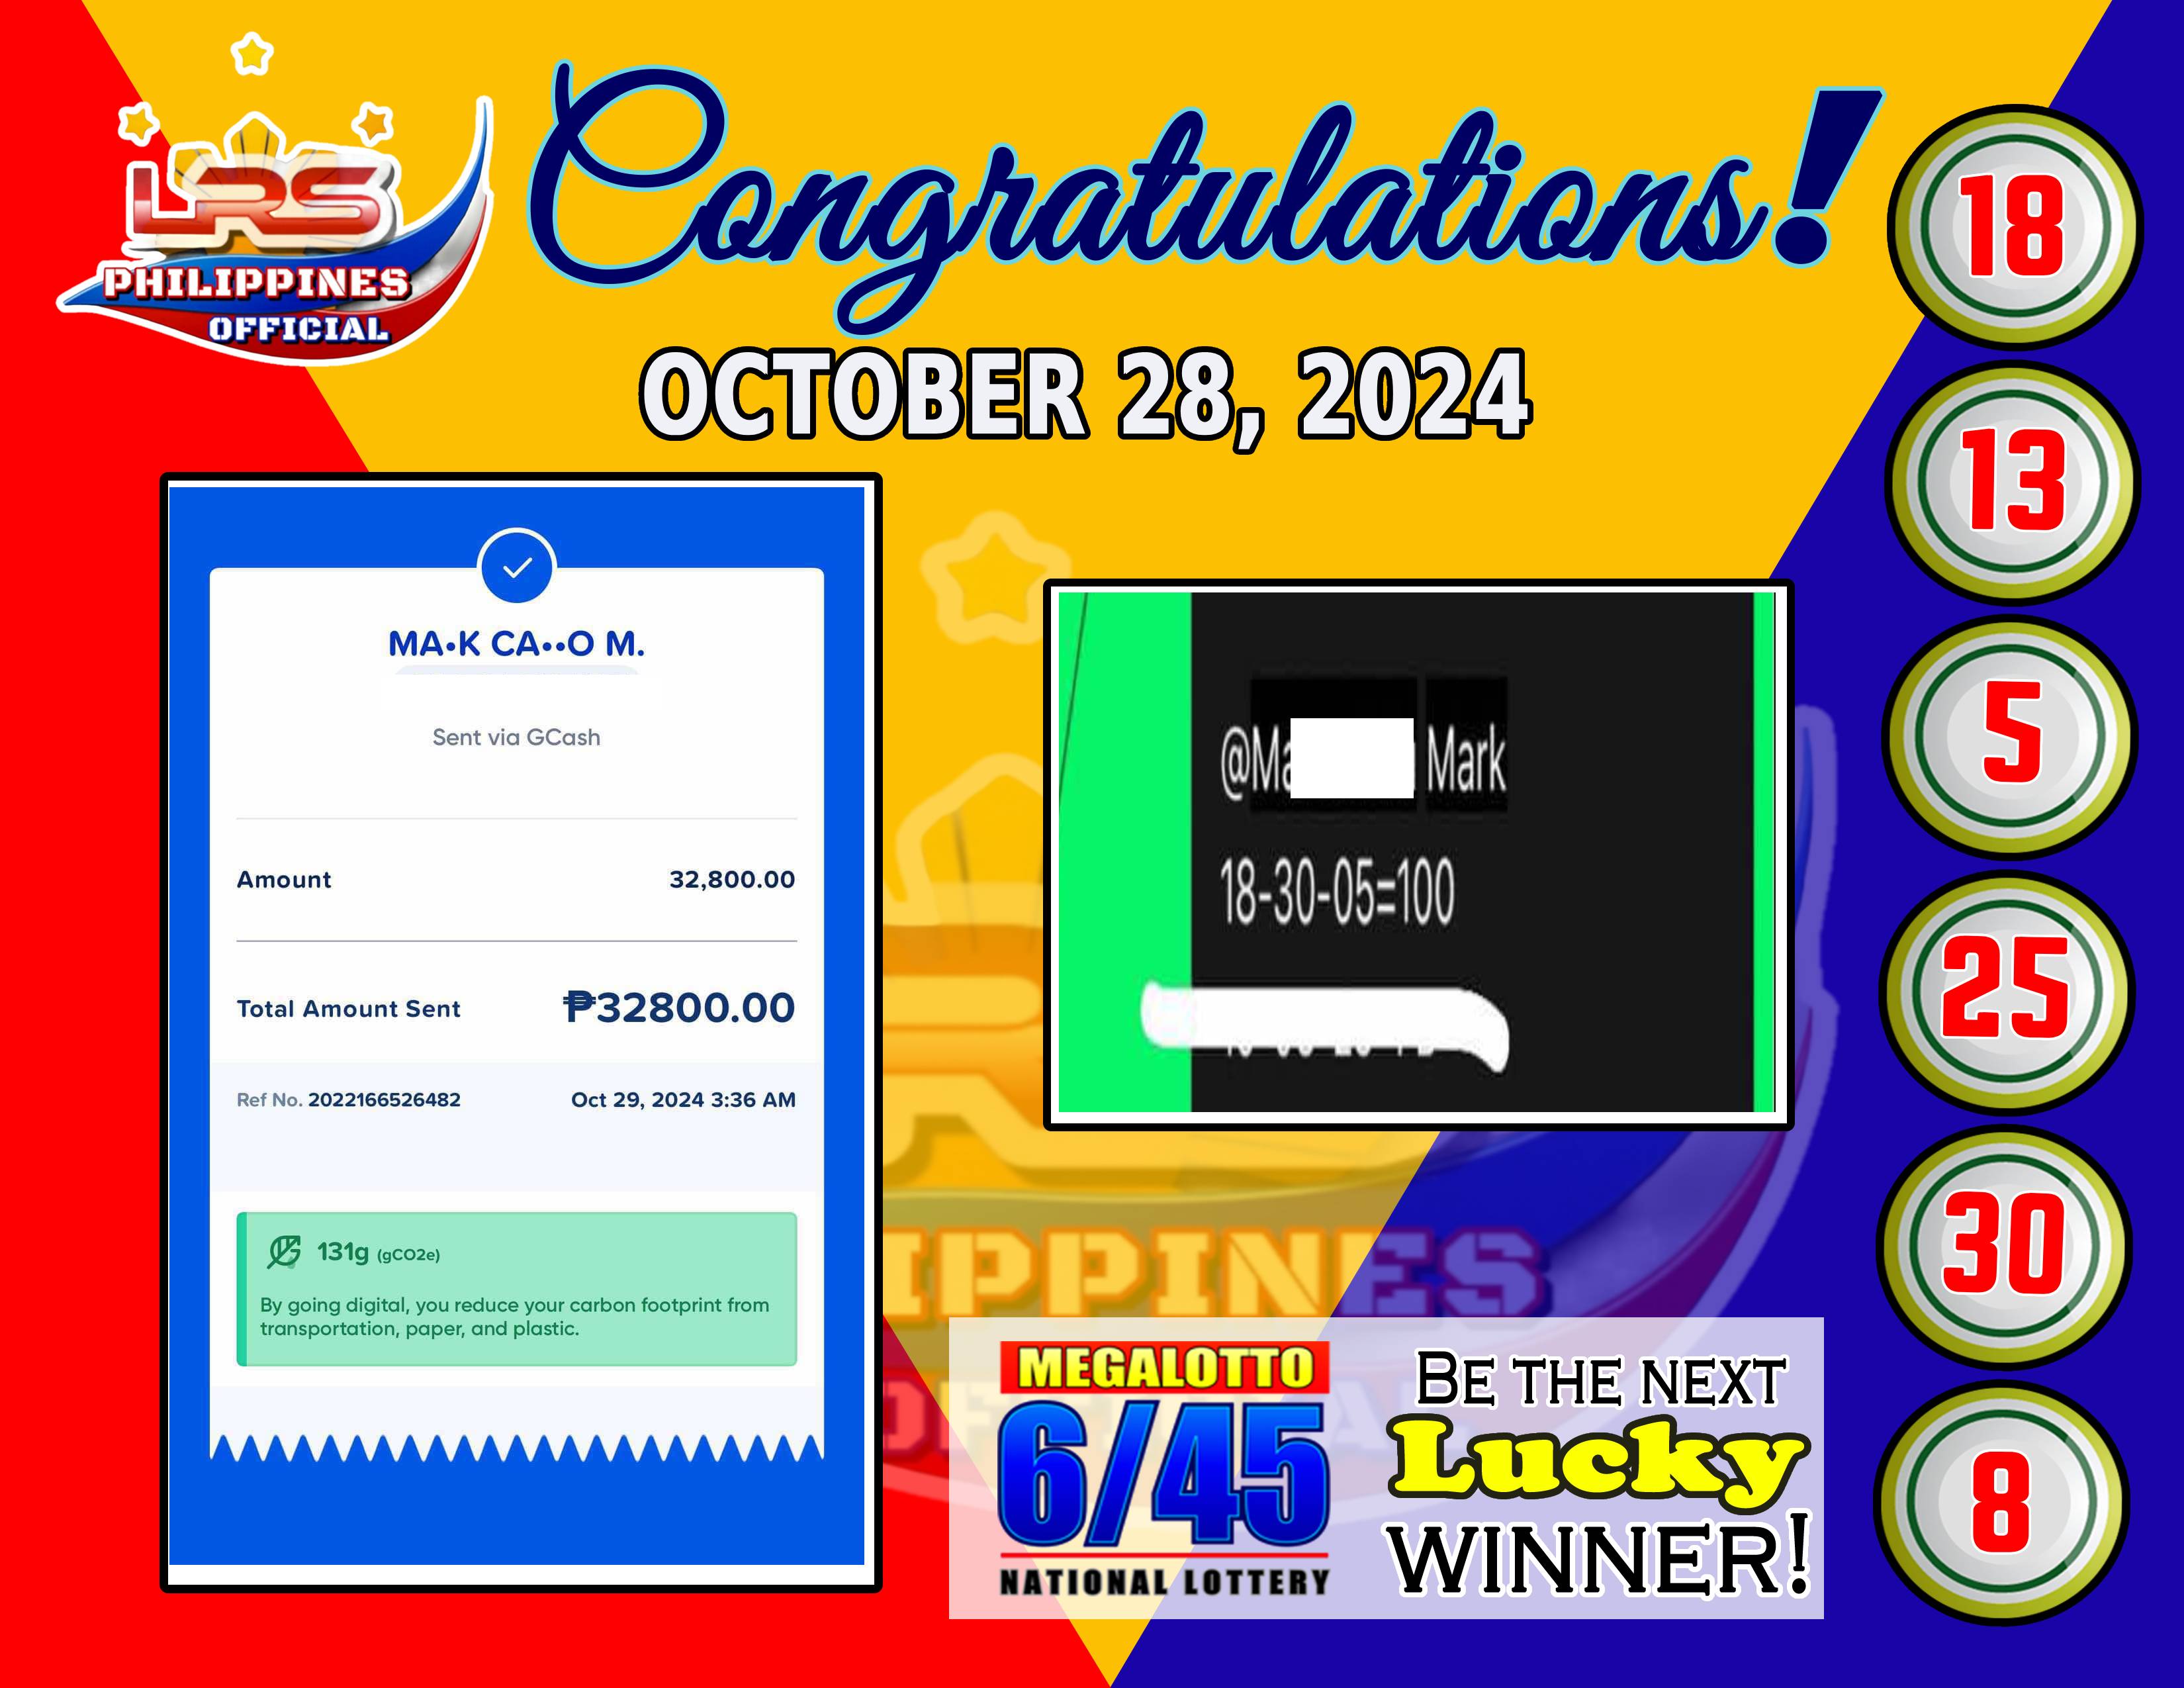 LRS
PHILIPPINES
OFFICIAL
Congratulations!
OCTOBER 28, 2024
MA•K CA••O M.
Sent via GCash
Amount 32,800.00
Total Amount Sent ₱32800.00
Ref No. 2022166526482 Oct 29, 2024 3:36 AM
131g (gCO2e)
By going digital, you reduce your carbon footprint from
transportation, paper, and plastic.
@Ma Mark
18-30-05=100
MEGALOTTO
6/45
NATIONAL LOTTERY
BE THE NEXT
Lucky
WINNER!
18
13
5
25
30
8